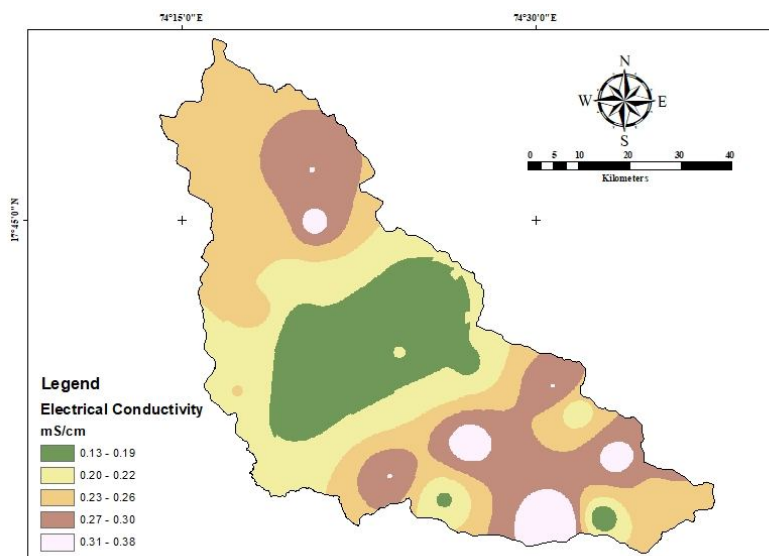 74°15'0"E
74°30'0"E
17°45'0"N
N
W
E
S
0 5 10 20 30 40
Kilometers
Legend
Electrical Conductivity
mS/cm
0.13 - 0.19
0.20 - 0.22
0.23 - 0.26
0.27 - 0.30
0.31 - 0.38